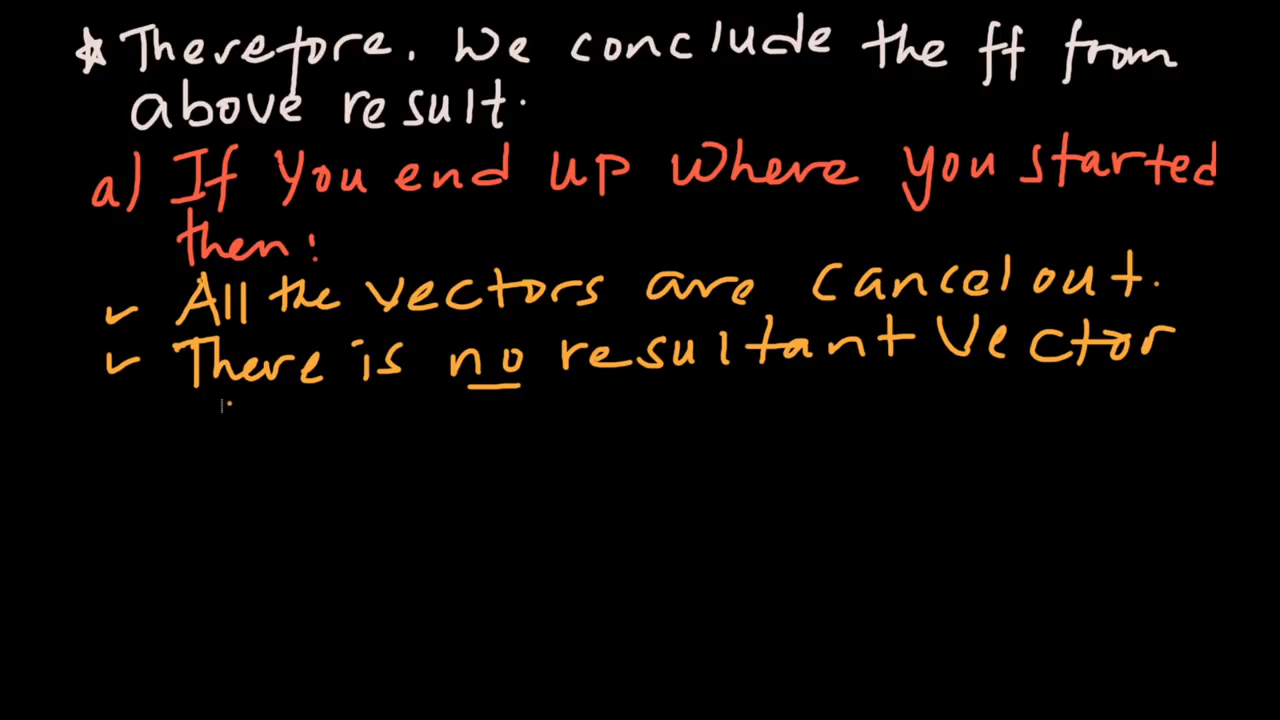 * Therefore. We conclude the ff from
above result.
a) If you end up where you started
then:
✓ All the vectors are cancel out.
✓ There is no resultant vector